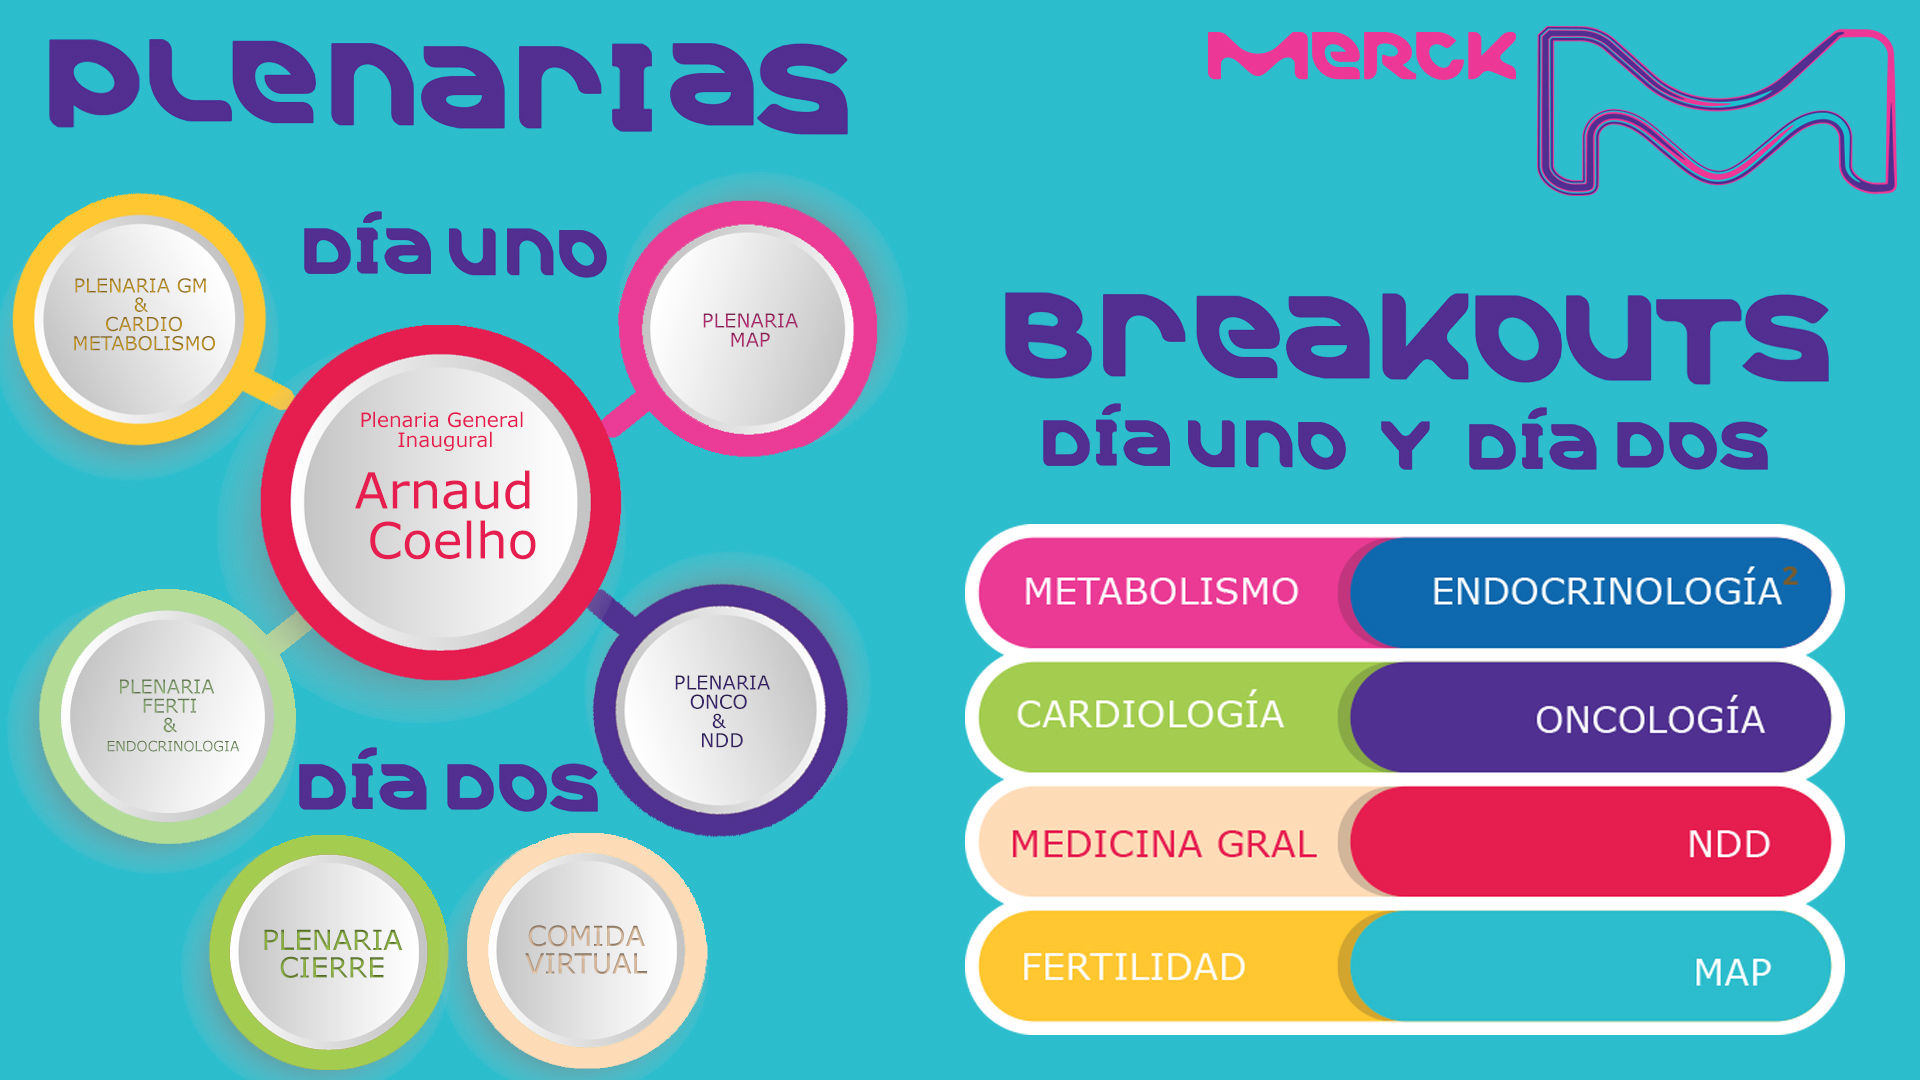 PLENARIAS
MERCK
DÍA UNO
PLENARIA GM
&
CARDIO
METABOLISMO
PLENARIA
MAP
Plenaria General
Inaugural
Arnaud
Coelho
PLENARIA
FERTI
&
ENDOCRINOLOGIA
PLENARIA
ONCO
&
NDD
DÍA DOS
PLENARIA
CIERRE
COMIDA
VIRTUAL
BREAKOUTS
DÍA UNO Y DÍA DOS
METABOLISMO
ENDOCRINOLOGÍA²
CARDIOLOGÍA
ONCOLOGÍA
MEDICINA GRAL
NDD
FERTILIDAD
MAP